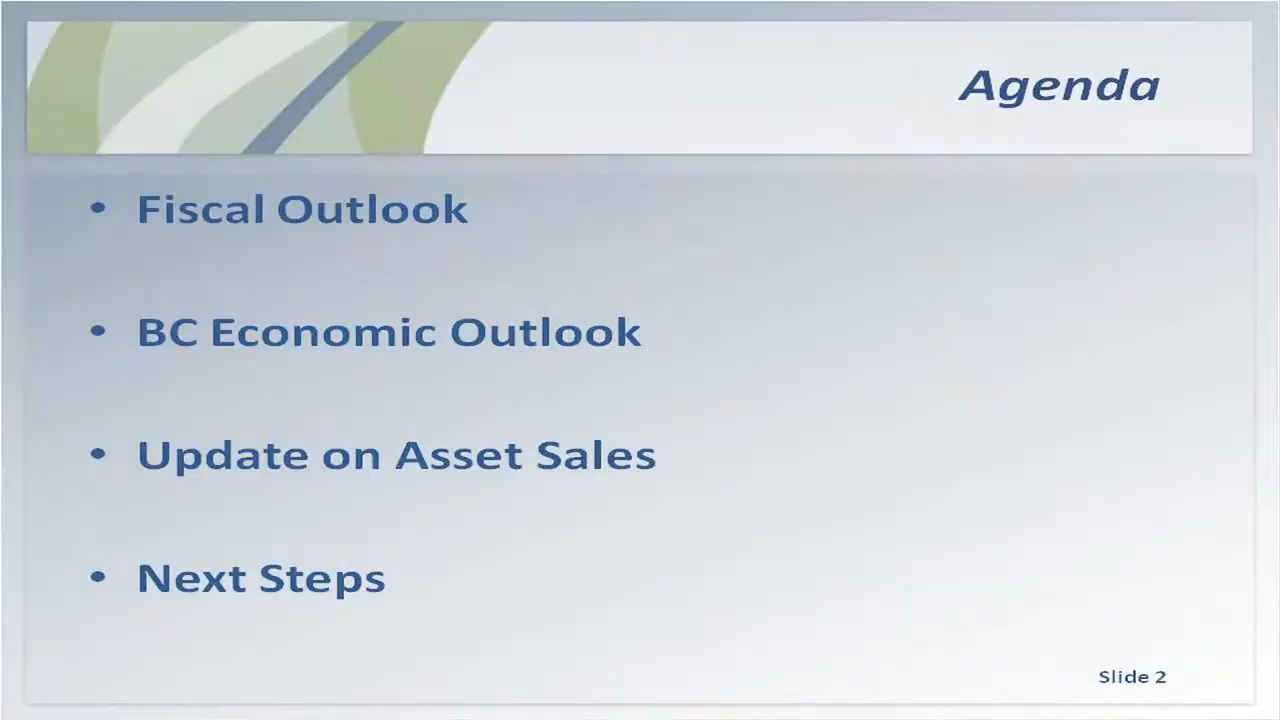 Agenda
• Fiscal Outlook
• BC Economic Outlook
• Update on Asset Sales
• Next Steps
Slide 2